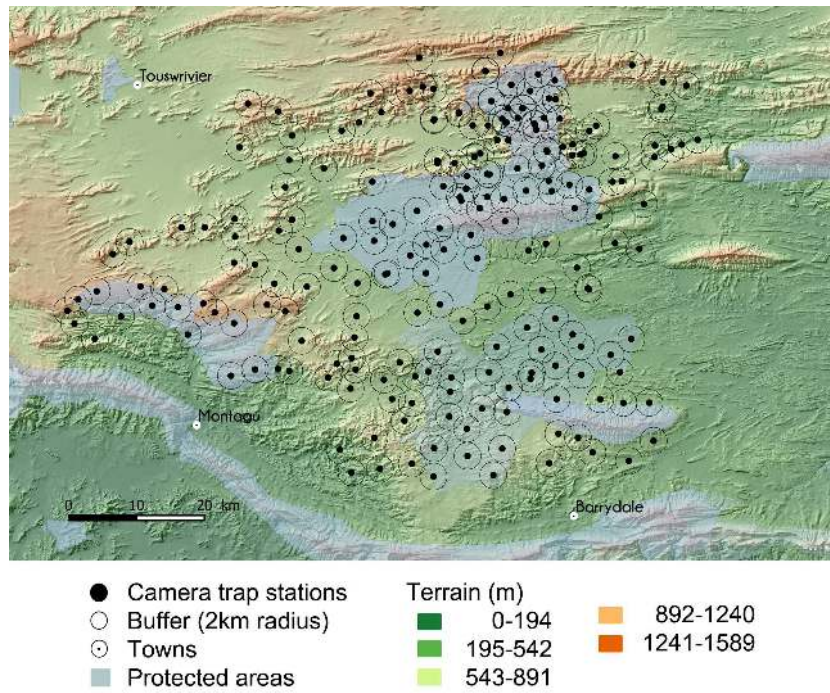 Touswrivier
Montagu
Barrydale
0 10 20 km
Camera trap stations
Buffer (2km radius)
Towns
Protected areas
Terrain (m)
0-194
195-542
543-891
892-1240
1241-1589